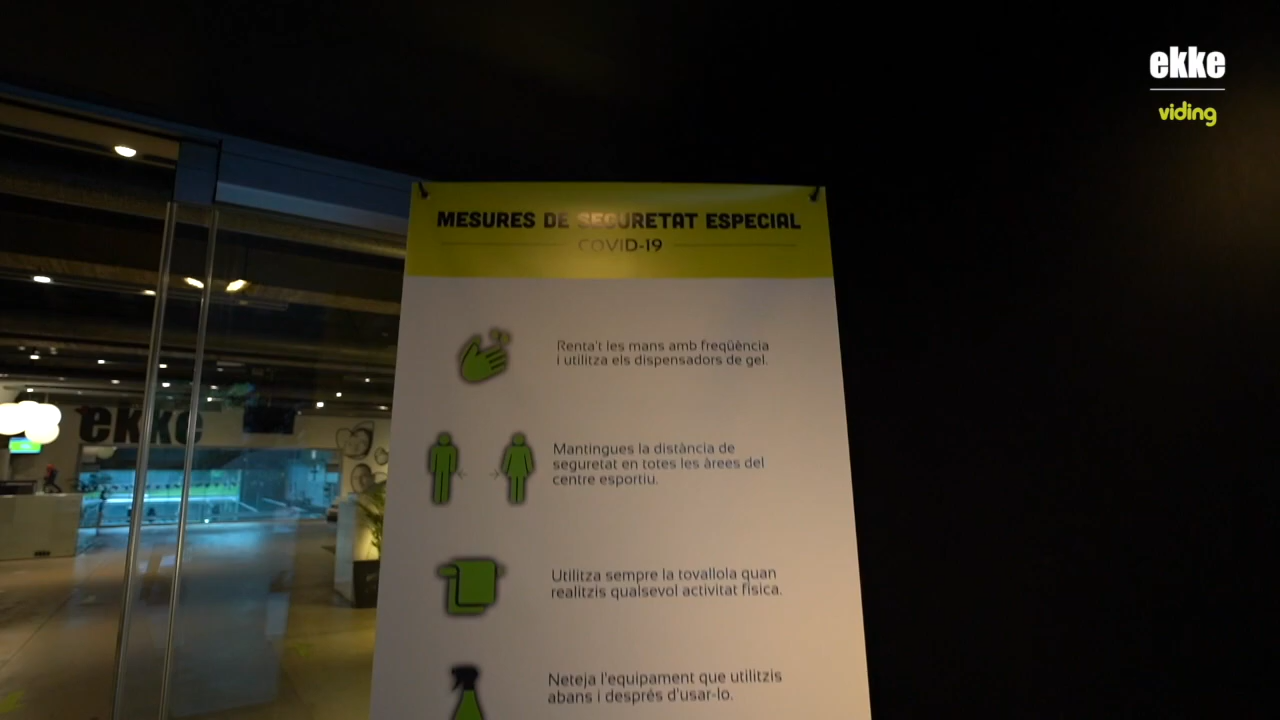 ekke
viding
MESURES DE SEGURETAT ESPECIAL
COVID-19
Renta't les mans amb freqüència
i utilitza els dispensadors de gel.
Mantingues la distància de
seguretat en totes les àrees del
centre esportiu.
Utilitza sempre la tovallola quan
realitzis qualsevol activitat física.
Neteja l'equipament que utilitzis
abans i després d'usar-lo.
ekke